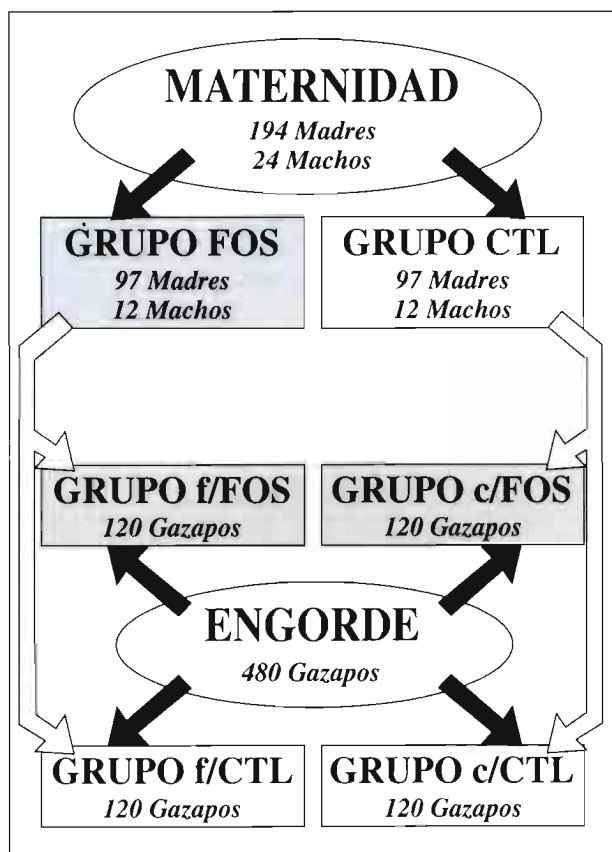 MATERNIDAD
194 Madres
24 Machos
GRUPO FOS
97 Madres
12 Machos
GRUPO CTL
97 Madres
12 Machos
GRUPO f/FOS
120 Gazapos
GRUPO c/FOS
120 Gazapos
ENGORDE
480 Gazapos
GRUPO f/CTL
120 Gazapos
GRUPO c/CTL
120 Gazapos